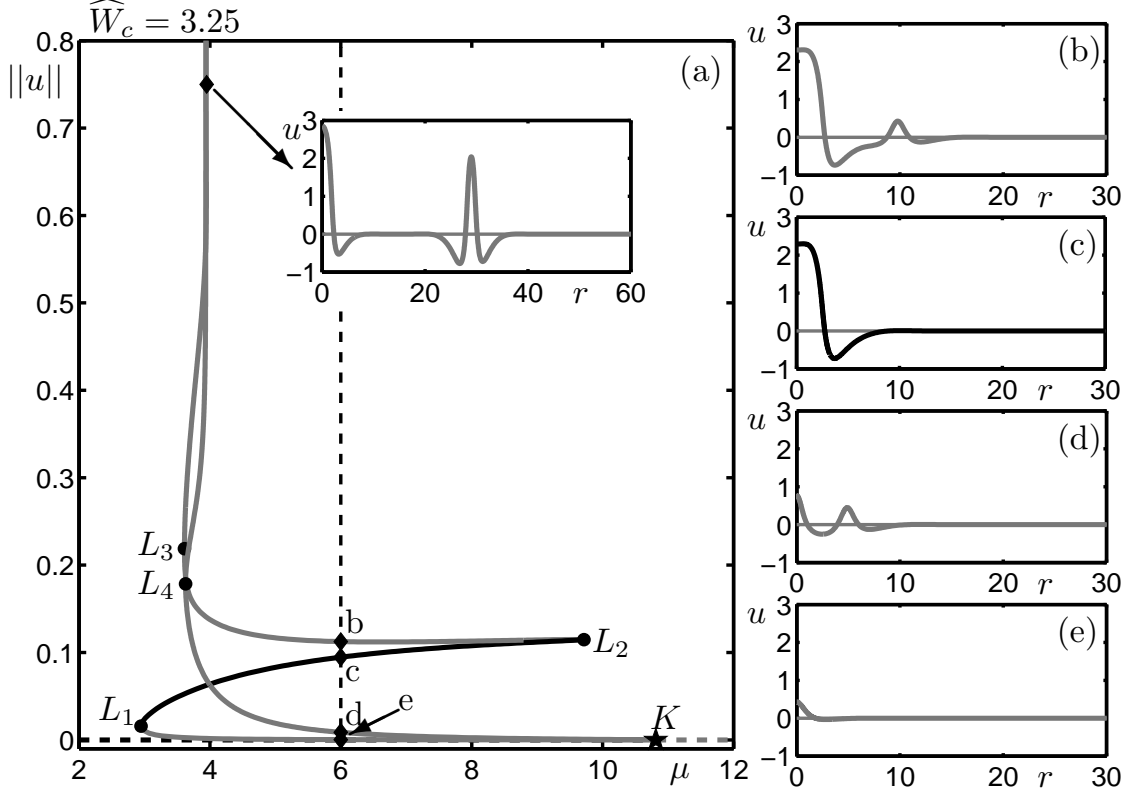 Ŵ_c = 3.25
(a)
||u||
0.8
0.7
0.6
0.5
0.4
0.3
0.2
0.1
0
2 4 6 8 10 12
μ
L_3
L_4
L_1
L_2
b
c
d
e
K
u
3
2
1
0
−1
0 20 40 60
r
(b)
u
3
2
1
0
−1
0 10 20 30
r
(c)
u
3
2
1
0
−1
0 10 20 30
r
(d)
u
3
2
1
0
−1
0 10 20 30
r
(e)
u
3
2
1
0
−1
0 10 20 30
r